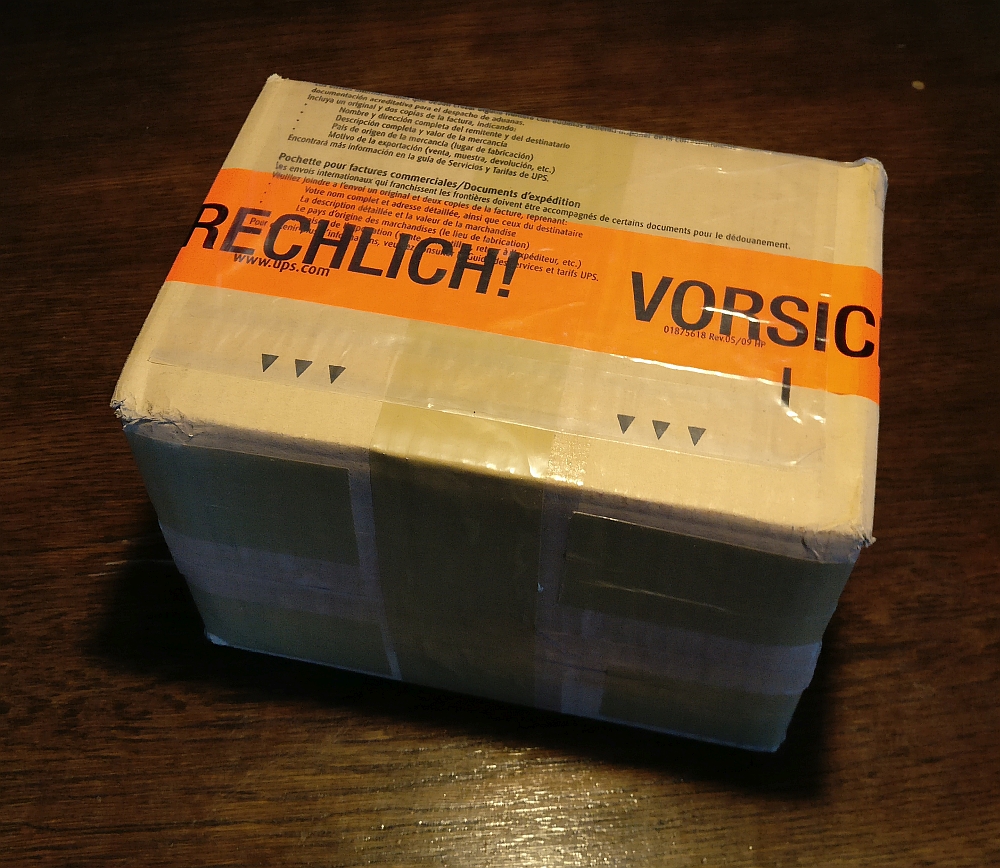 documentación acreditativa para el despacho de aduanas.
Incluya un original y dos copias de la factura, indicando:
Nombre y dirección completa del remitente y del destinatario
Descripción completa y valor de la mercancía
País de origen de la mercancía (lugar de fabricación)
Motivo de la exportación (venta, muestra, devolución, etc.)
Encontrará más información en la guía de Servicios y Tarifas de UPS.
Pochette pour factures commerciales/Documents d'expédition
Les envois internationaux qui franchissent les frontières doivent être accompagnés de certains documents pour le dédouanement.
Veuillez joindre à l'envoi un original et deux copies de la facture, reprenant:
Votre nom complet et adresse détaillée, ainsi que ceux du destinataire
La description détaillée et la valeur de la marchandise
Le pays d'origine des marchandises (le lieu de fabrication)
expéditeur, etc.)
services et tarifs UPS.
www.ups.com
RECHLICH!
VORSIC
01875618 Rev.05/09 HP